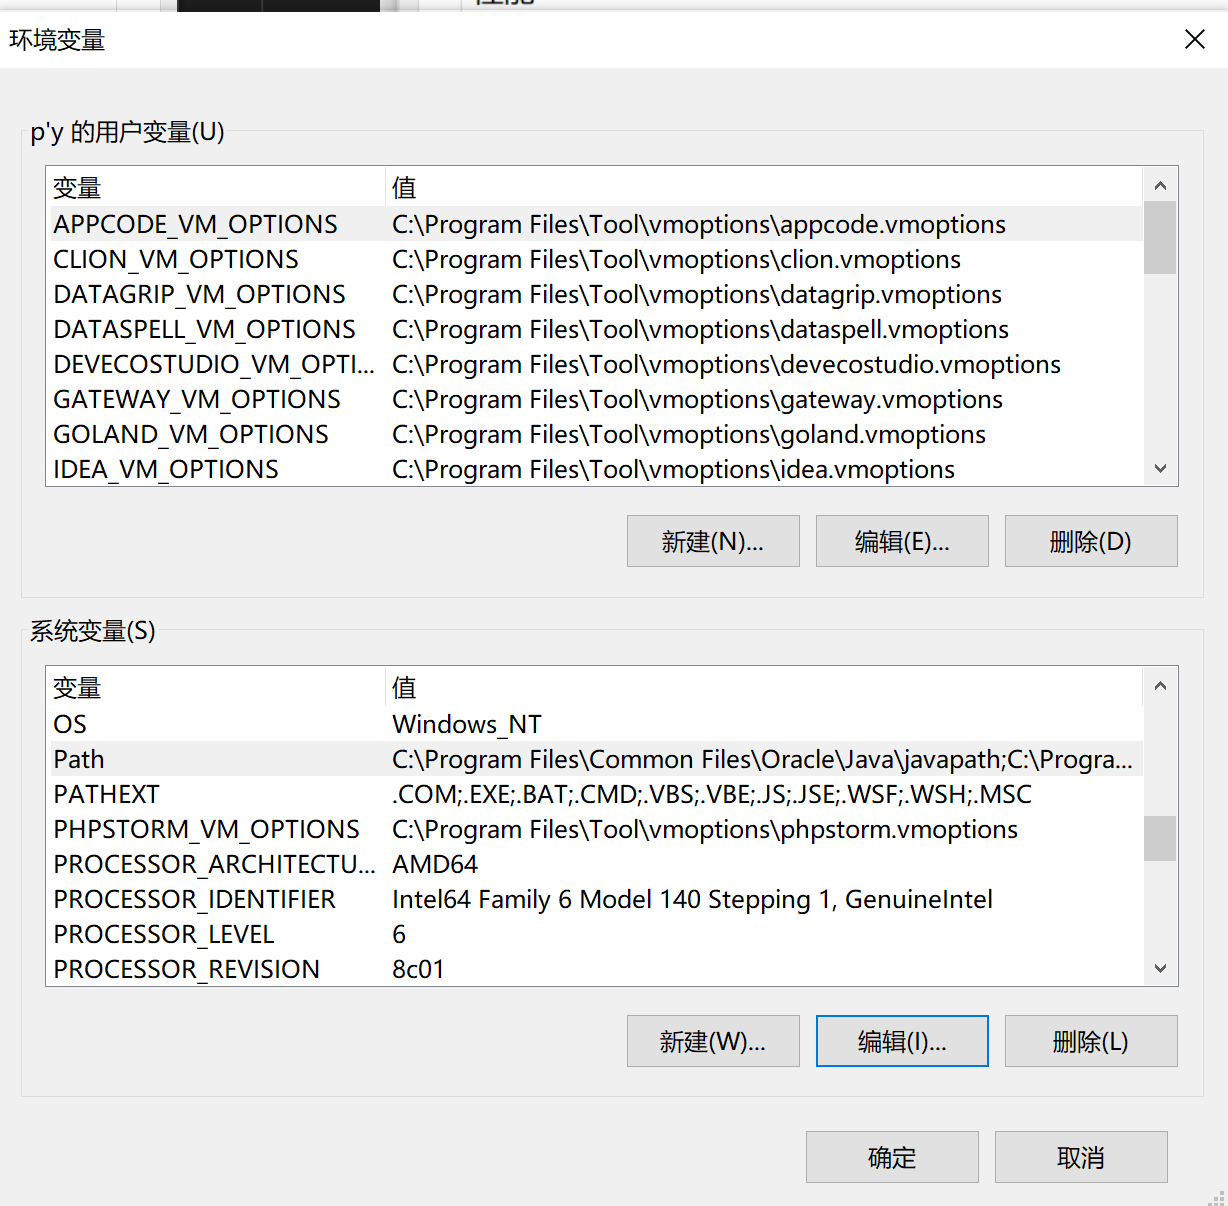 环境变量
p'y 的用户变量(U)
变量 值
APPCODE_VM_OPTIONS C:\Program Files\Tool\vmoptions\appcode.vmoptions
CLION_VM_OPTIONS C:\Program Files\Tool\vmoptions\clion.vmoptions
DATAGRIP_VM_OPTIONS C:\Program Files\Tool\vmoptions\datagrip.vmoptions
DATASPELL_VM_OPTIONS C:\Program Files\Tool\vmoptions\dataspell.vmoptions
DEVECOSTUDIO_VM_OPTI... C:\Program Files\Tool\vmoptions\devecostudio.vmoptions
GATEWAY_VM_OPTIONS C:\Program Files\Tool\vmoptions\gateway.vmoptions
GOLAND_VM_OPTIONS C:\Program Files\Tool\vmoptions\goland.vmoptions
IDEA_VM_OPTIONS C:\Program Files\Tool\vmoptions\idea.vmoptions
新建(N)... 编辑(E)... 删除(D)
系统变量(S)
变量 值
OS Windows_NT
Path C:\Program Files\Common Files\Oracle\Java\javapath;C:\Progra...
PATHEXT .COM;.EXE;.BAT;.CMD;.VBS;.VBE;.JS;.JSE;.WSF;.WSH;.MSC
PHPSTORM_VM_OPTIONS C:\Program Files\Tool\vmoptions\phpstorm.vmoptions
PROCESSOR_ARCHITECTU... AMD64
PROCESSOR_IDENTIFIER Intel64 Family 6 Model 140 Stepping 1, GenuineIntel
PROCESSOR_LEVEL 6
PROCESSOR_REVISION 8c01
新建(W)... 编辑(I)... 删除(L)
确定 取消